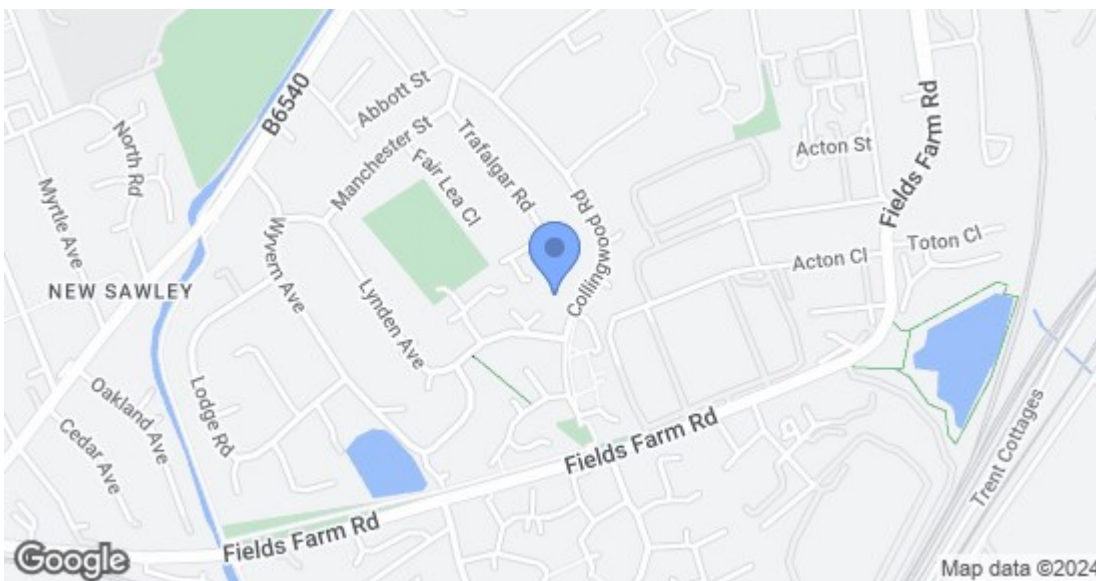 B6540
Abbott St
Manchester St
Trafalgar Rd
Fair Lea Cl
North Rd
Myrtle Ave
Acton St
Fields Farm Rd
Collingwood Rd
Wyvern Ave
Toton Cl
Acton Cl
NEW SAWLEY
Lynden Ave
Oakland Ave
Lodge Rd
Cedar Ave
Trent Cottages
Fields Farm Rd
Fields Farm Rd
Google
Map data ©2024